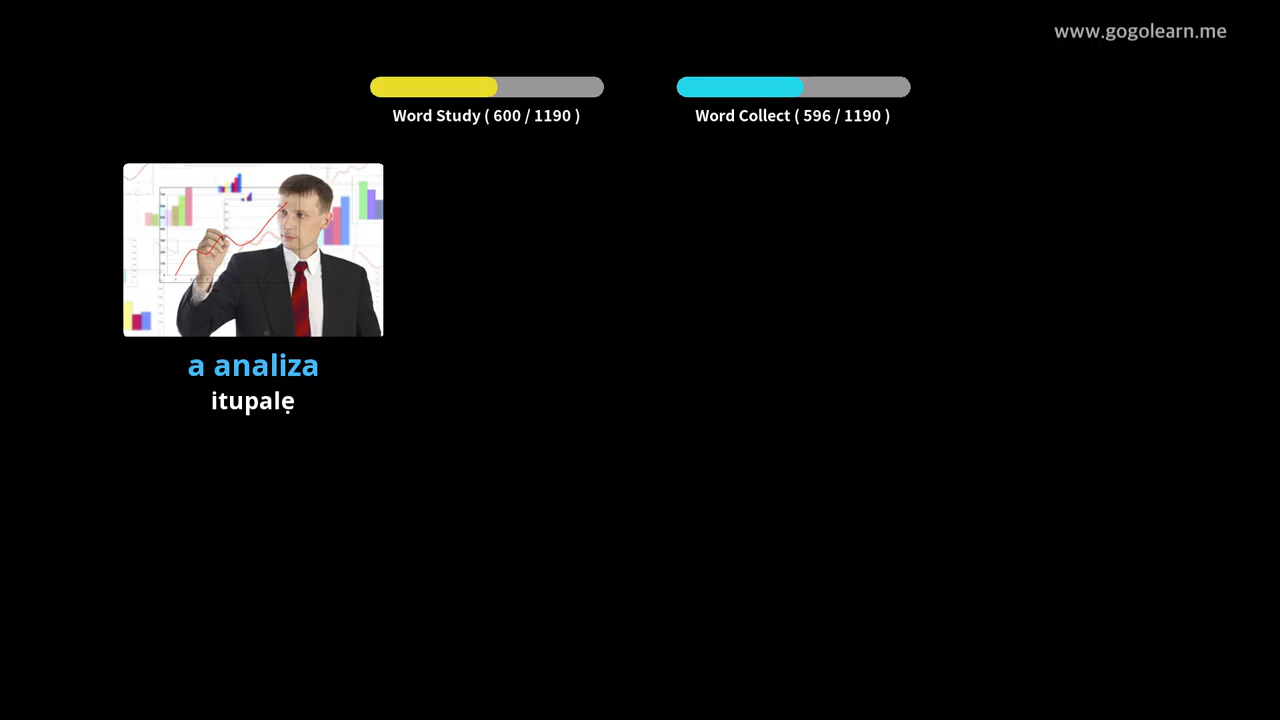 www.gogolearn.me
Word Study ( 600 / 1190 )
Word Collect ( 596 / 1190 )
a analiza
itupalẹ